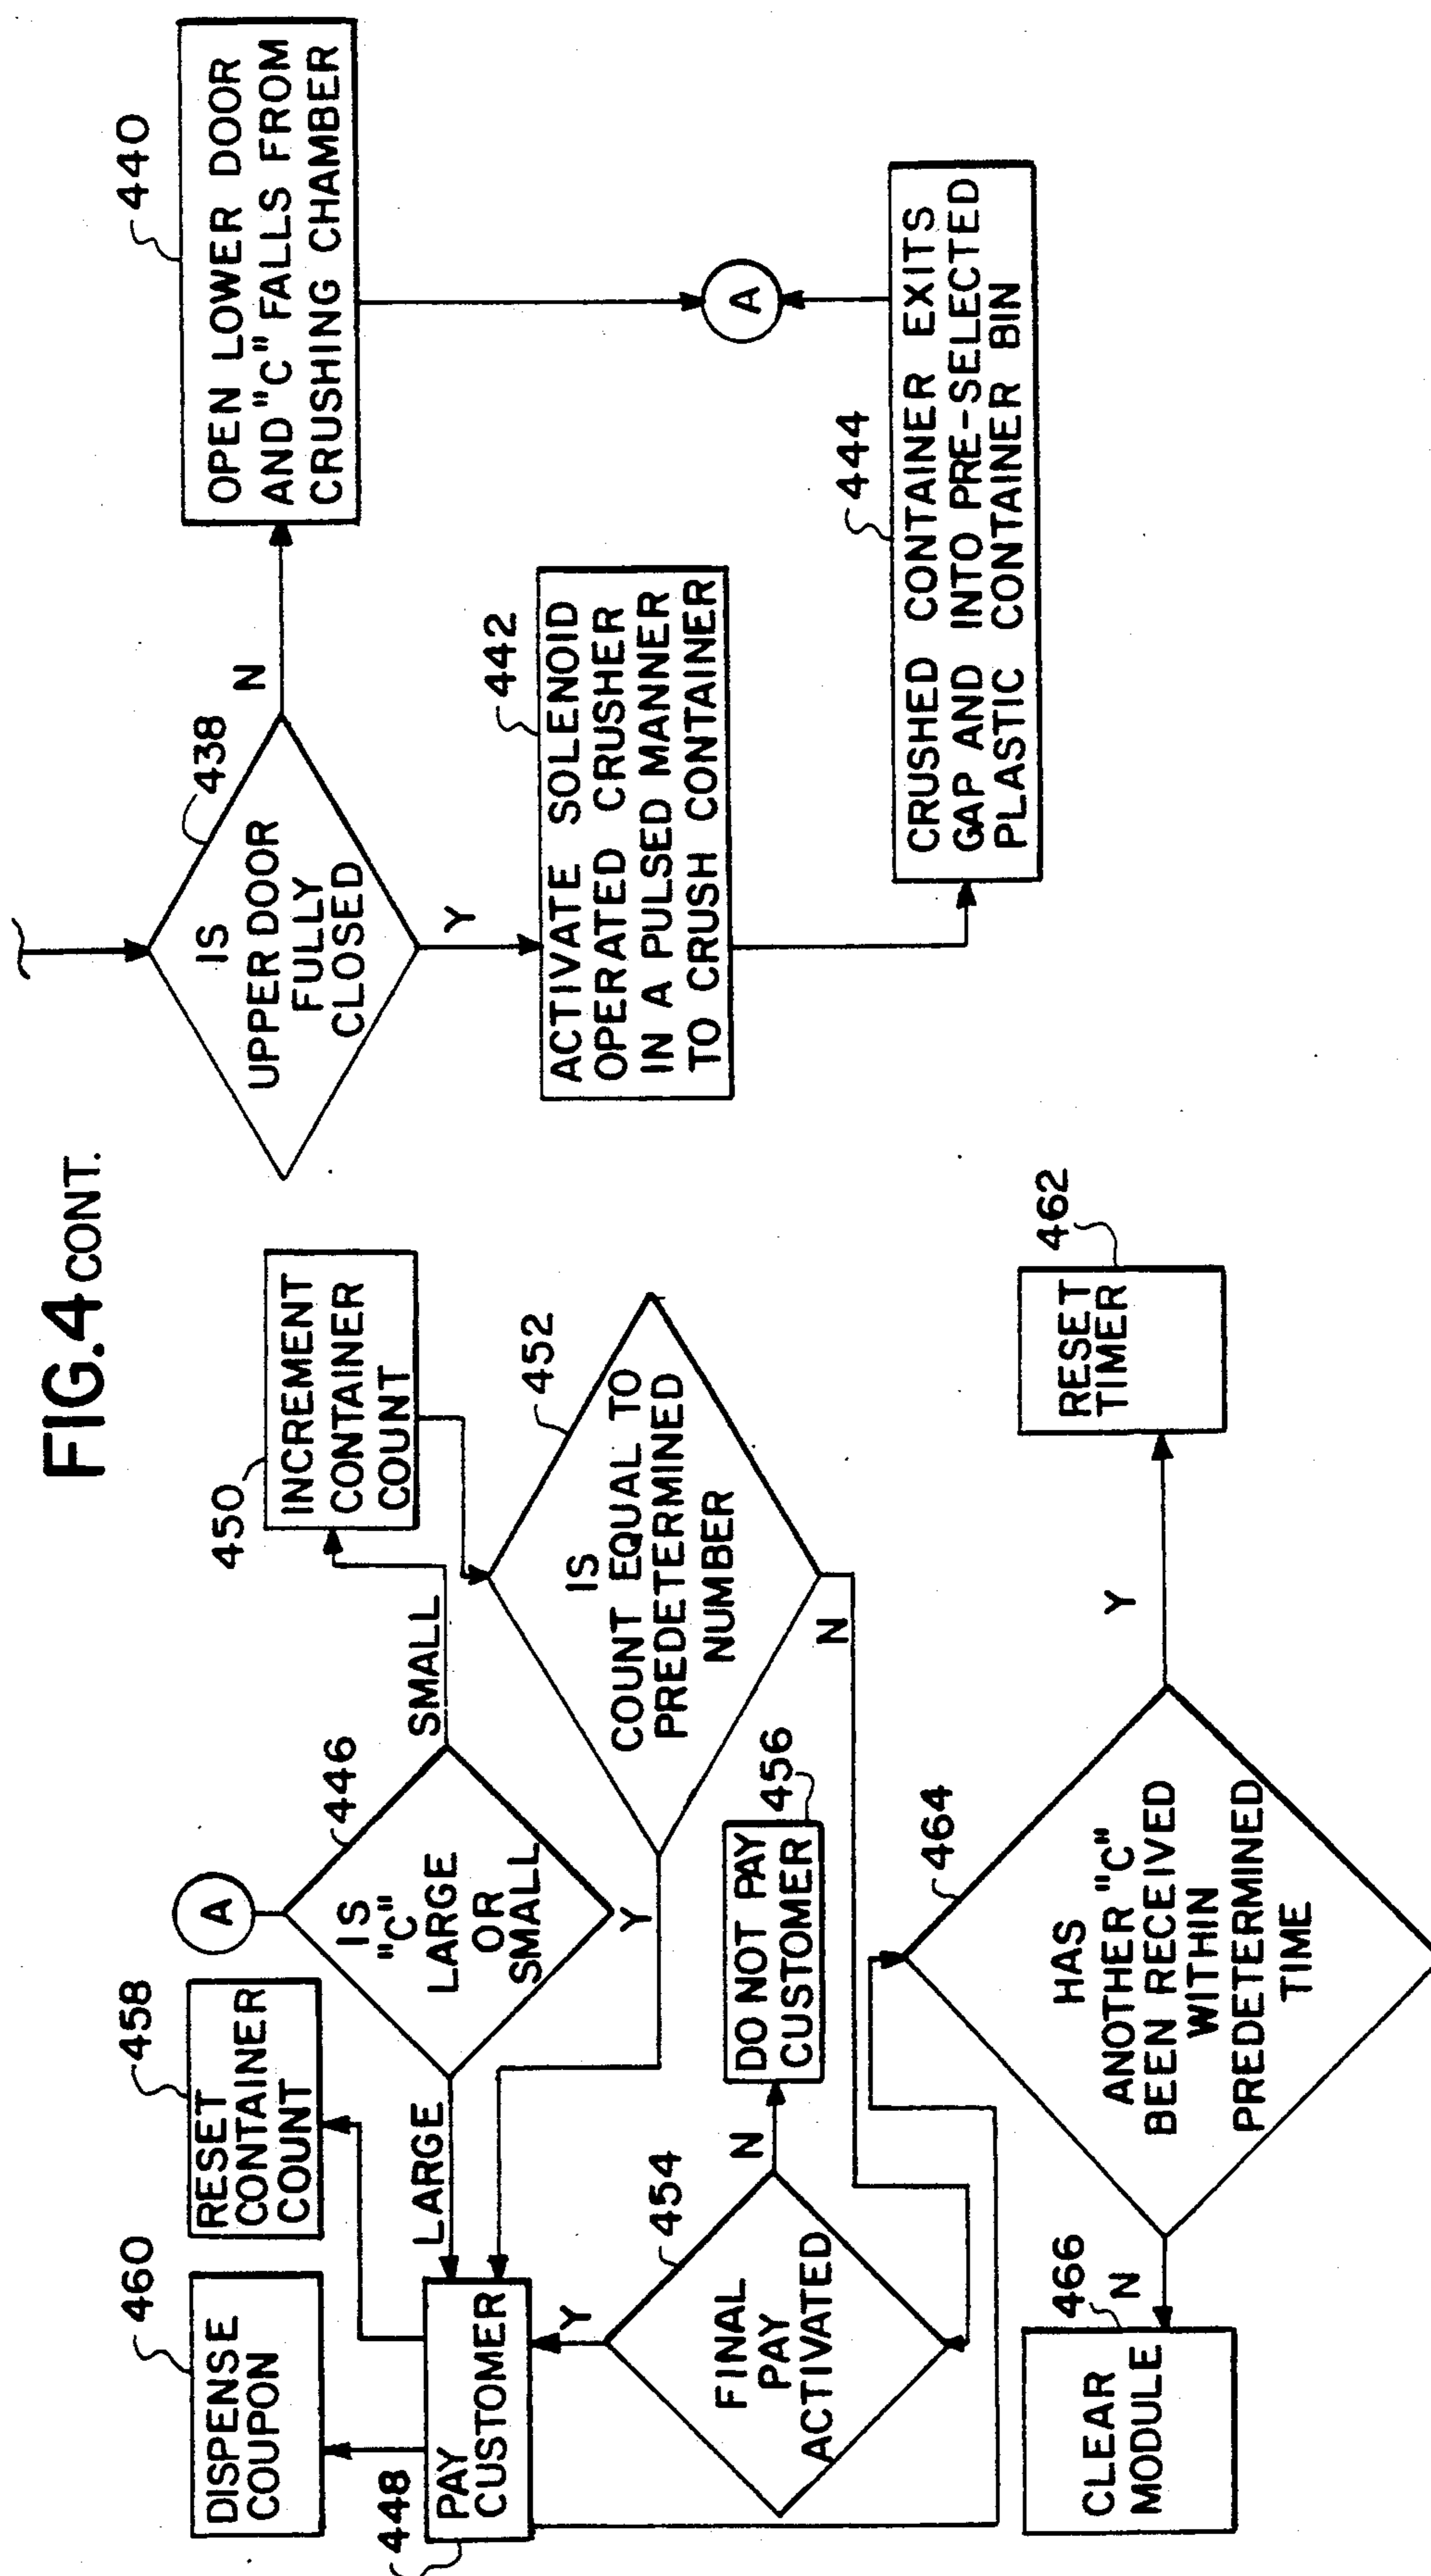 FIG.4 CONT.
438
IS
UPPER DOOR
FULLY
CLOSED
N
Y
440
OPEN LOWER DOOR
AND "C" FALLS FROM
CRUSHING CHAMBER
442
ACTIVATE SOLENOID
OPERATED CRUSHER
IN A PULSED MANNER
TO CRUSH CONTAINER
A
444
CRUSHED CONTAINER EXITS
GAP AND INTO PRE-SELECTED
PLASTIC CONTAINER BIN
A
446
IS
"C"
LARGE
OR
SMALL
SMALL
LARGE
450
INCREMENT
CONTAINER
COUNT
452
IS
COUNT EQUAL TO
PREDETERMINED
NUMBER
Y
N
458
RESET
CONTAINER
COUNT
460
DISPENSE
COUPON
448
PAY
CUSTOMER
454
FINAL
PAY
ACTIVATED
Y
N
456
DO NOT PAY
CUSTOMER
464
HAS
ANOTHER "C"
BEEN RECEIVED
WITHIN
PREDETERMINED
TIME
Y
N
462
RESET
TIMER
466
CLEAR
MODULE